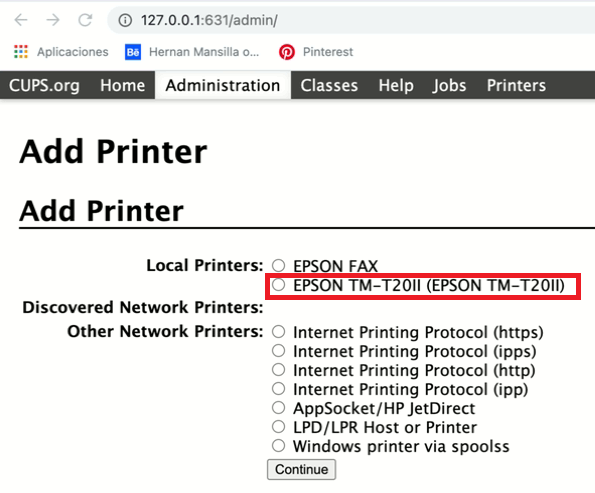 127.0.0.1:631/admin/
Aplicaciones Bē Hernan Mansilla o... Pinterest
CUPS.org Home Administration Classes Help Jobs Printers
Add Printer
Add Printer
Local Printers: EPSON FAX
EPSON TM-T20II (EPSON TM-T20II)
Discovered Network Printers:
Other Network Printers: Internet Printing Protocol (https)
Internet Printing Protocol (ipps)
Internet Printing Protocol (http)
Internet Printing Protocol (ipp)
AppSocket/HP JetDirect
LPD/LPR Host or Printer
Windows printer via spoolss
Continue